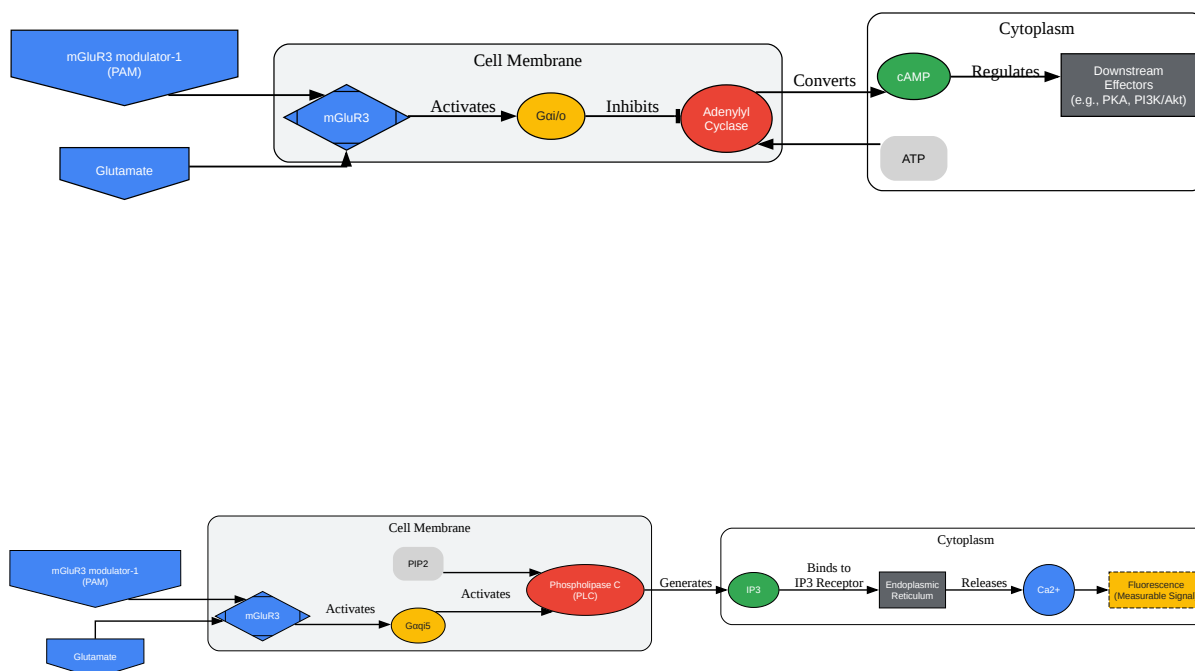 Cytoplasm
mGluR3 modulator-1
(PAM)
Cell Membrane
Converts
cAMP
Regulates
Downstream
Effectors
(e.g., PKA, PI3K/Akt)
mGluR3
Activates
Gαi/o
Inhibits
Adenylyl
Cyclase
Glutamate
ATP
Cell Membrane
Cytoplasm
mGluR3 modulator-1
(PAM)
PIP2
Phospholipase C
(PLC)
Generates
IP3
Binds to
IP3 Receptor
Endoplasmic
Reticulum
Releases
Ca2+
Fluorescence
(Measurable Signal)
mGluR3
Activates
Gαqi5
Activates
Glutamate